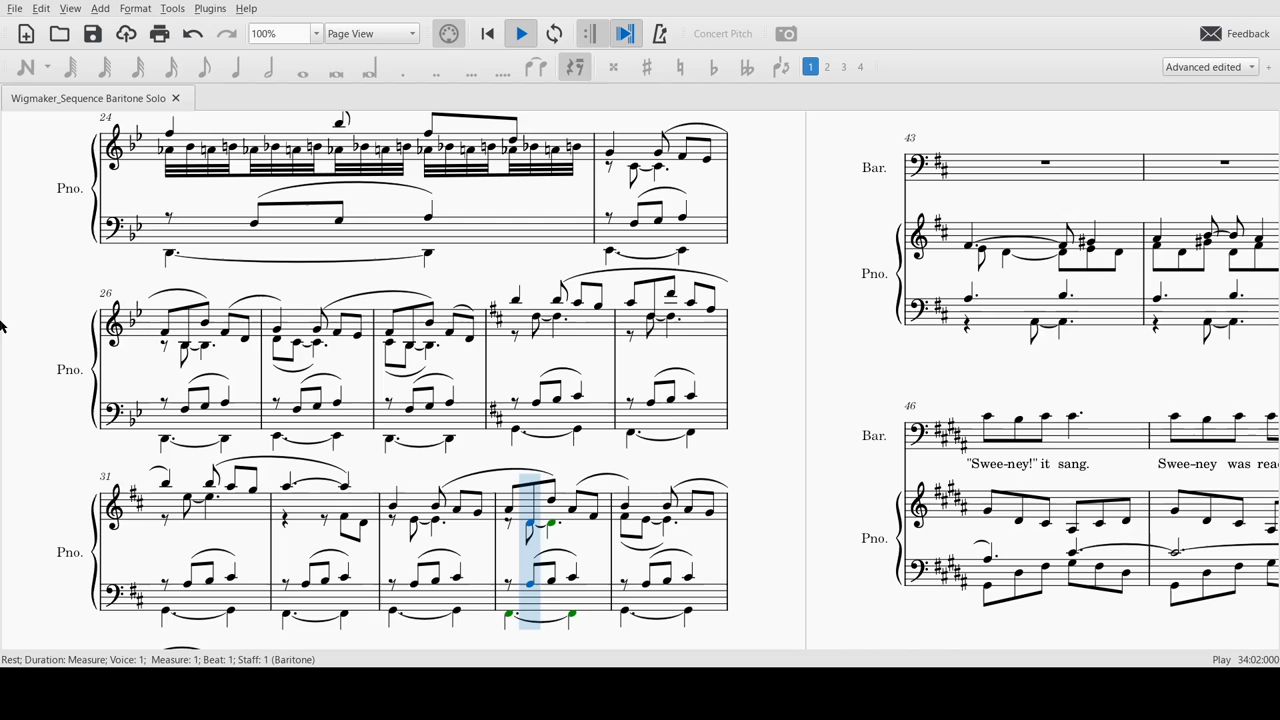 File Edit View Add Format Tools Plugins Help
100% Page View Concert Pitch Feedback
1 2 3 4 Advanced edited +
Wigmaker_Sequence Baritone Solo
24
Pno.
26
Pno.
31
Pno.
43
Bar.
Pno.
46
Bar.
"Swee-ney!" it sang. Swee-ney was rea
Pno.
Rest; Duration: Measure; Voice: 1; Measure: 1; Beat: 1; Staff: 1 (Baritone) Play 34:02:000